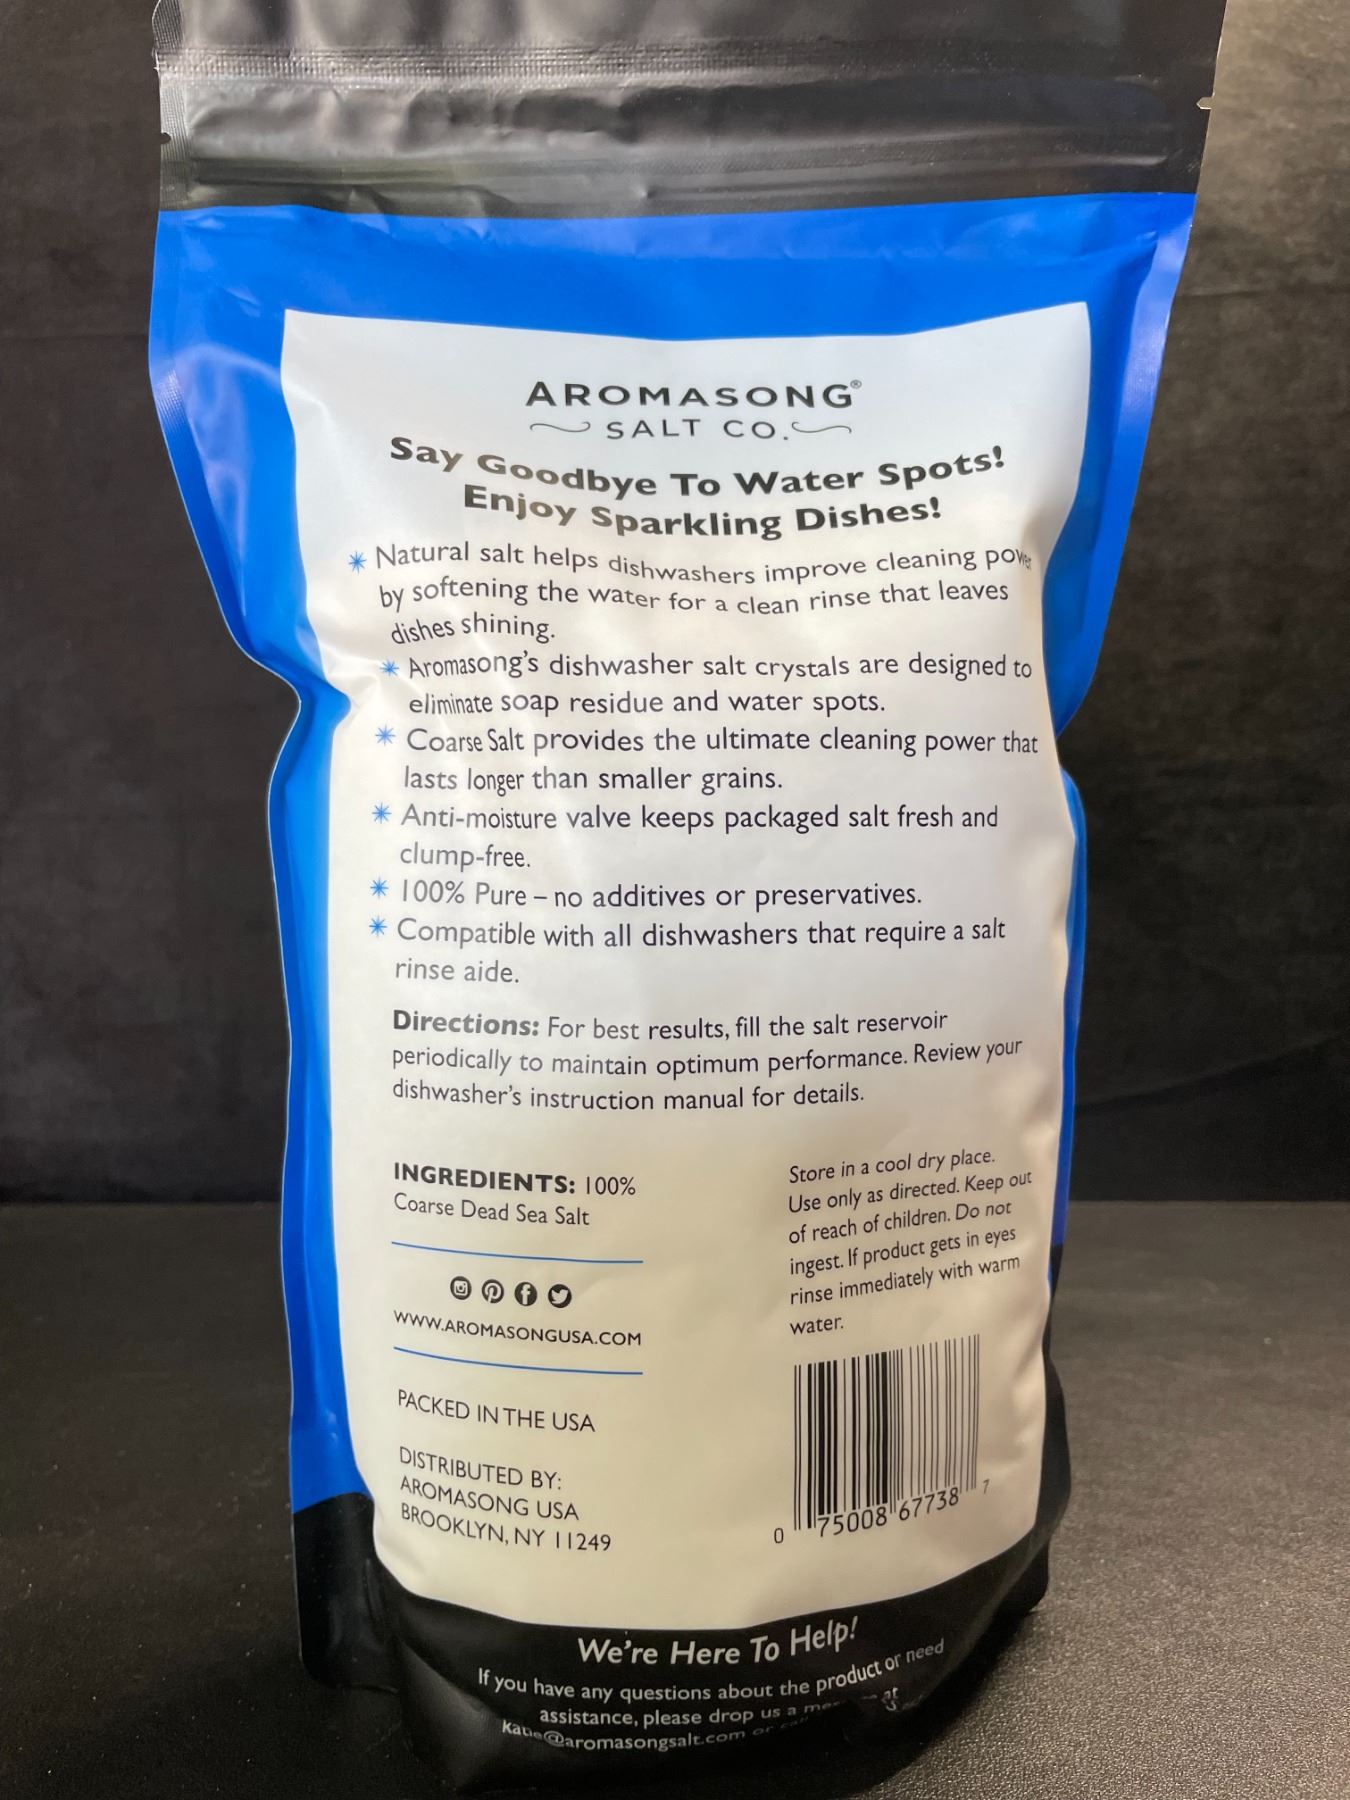 AROMASONG®
SALT CO.
Say Goodbye To Water Spots!
Enjoy Sparkling Dishes!
Natural salt helps dishwashers improve cleaning power
by softening the water for a clean rinse that leaves
dishes shining.
Aromasong's dishwasher salt crystals are designed to
eliminate soap residue and water spots.
Coarse Salt provides the ultimate cleaning power that
lasts longer than smaller grains.
Anti-moisture valve keeps packaged salt fresh and
clump-free.
100% Pure – no additives or preservatives.
Compatible with all dishwashers that require a salt
rinse aide.
Directions: For best results, fill the salt reservoir
periodically to maintain optimum performance. Review your
dishwasher's instruction manual for details.
INGREDIENTS: 100%
Coarse Dead Sea Salt
WWW.AROMASONGUSA.COM
PACKED IN THE USA
DISTRIBUTED BY:
AROMASONG USA
BROOKLYN, NY 11249
Store in a cool dry place.
Use only as directed. Keep out
of reach of children. Do not
ingest. If product gets in eyes
rinse immediately with warm
water.
0 75008 67738 7
We're Here To Help!
If you have any questions about the product or need
assistance, please drop us a at
Katie@aromasongsalt.com or